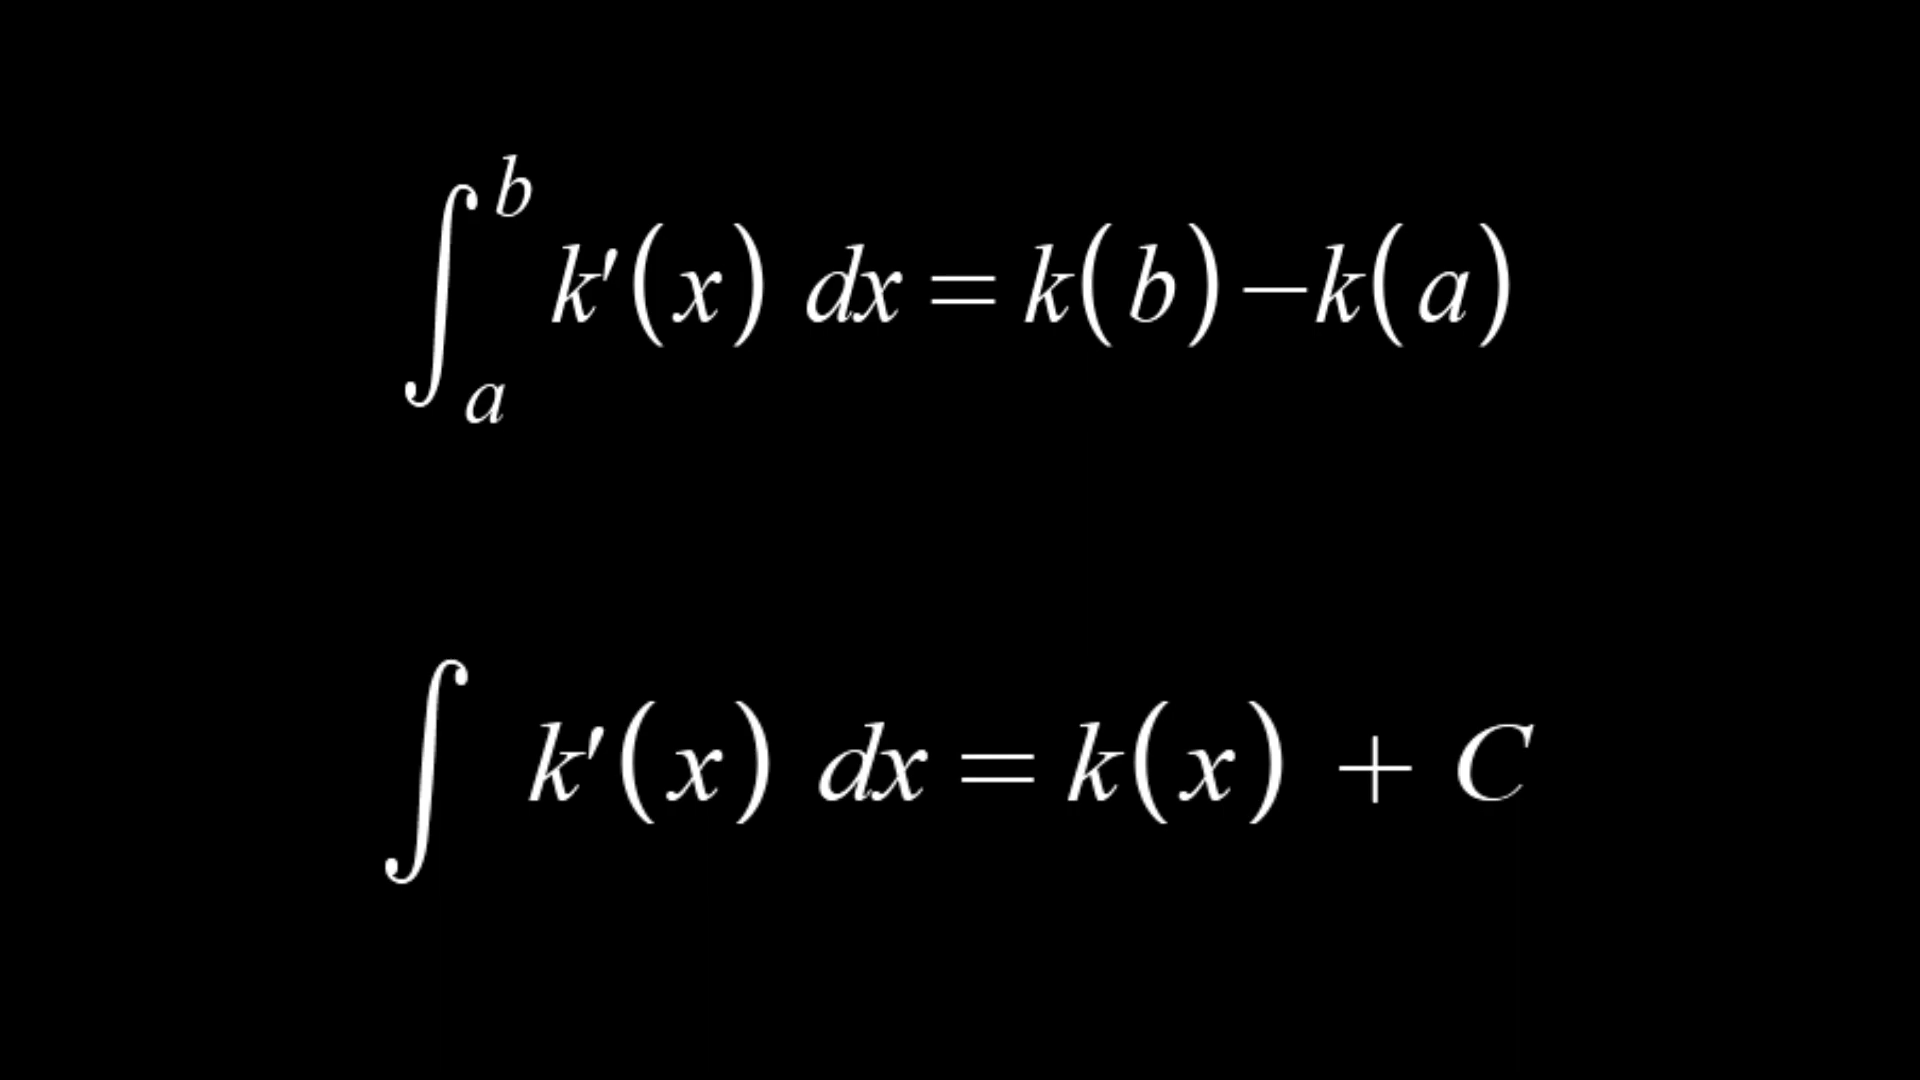 ∫_a^b k′(x) dx = k(b)−k(a)
∫ k′(x) dx = k(x) + C